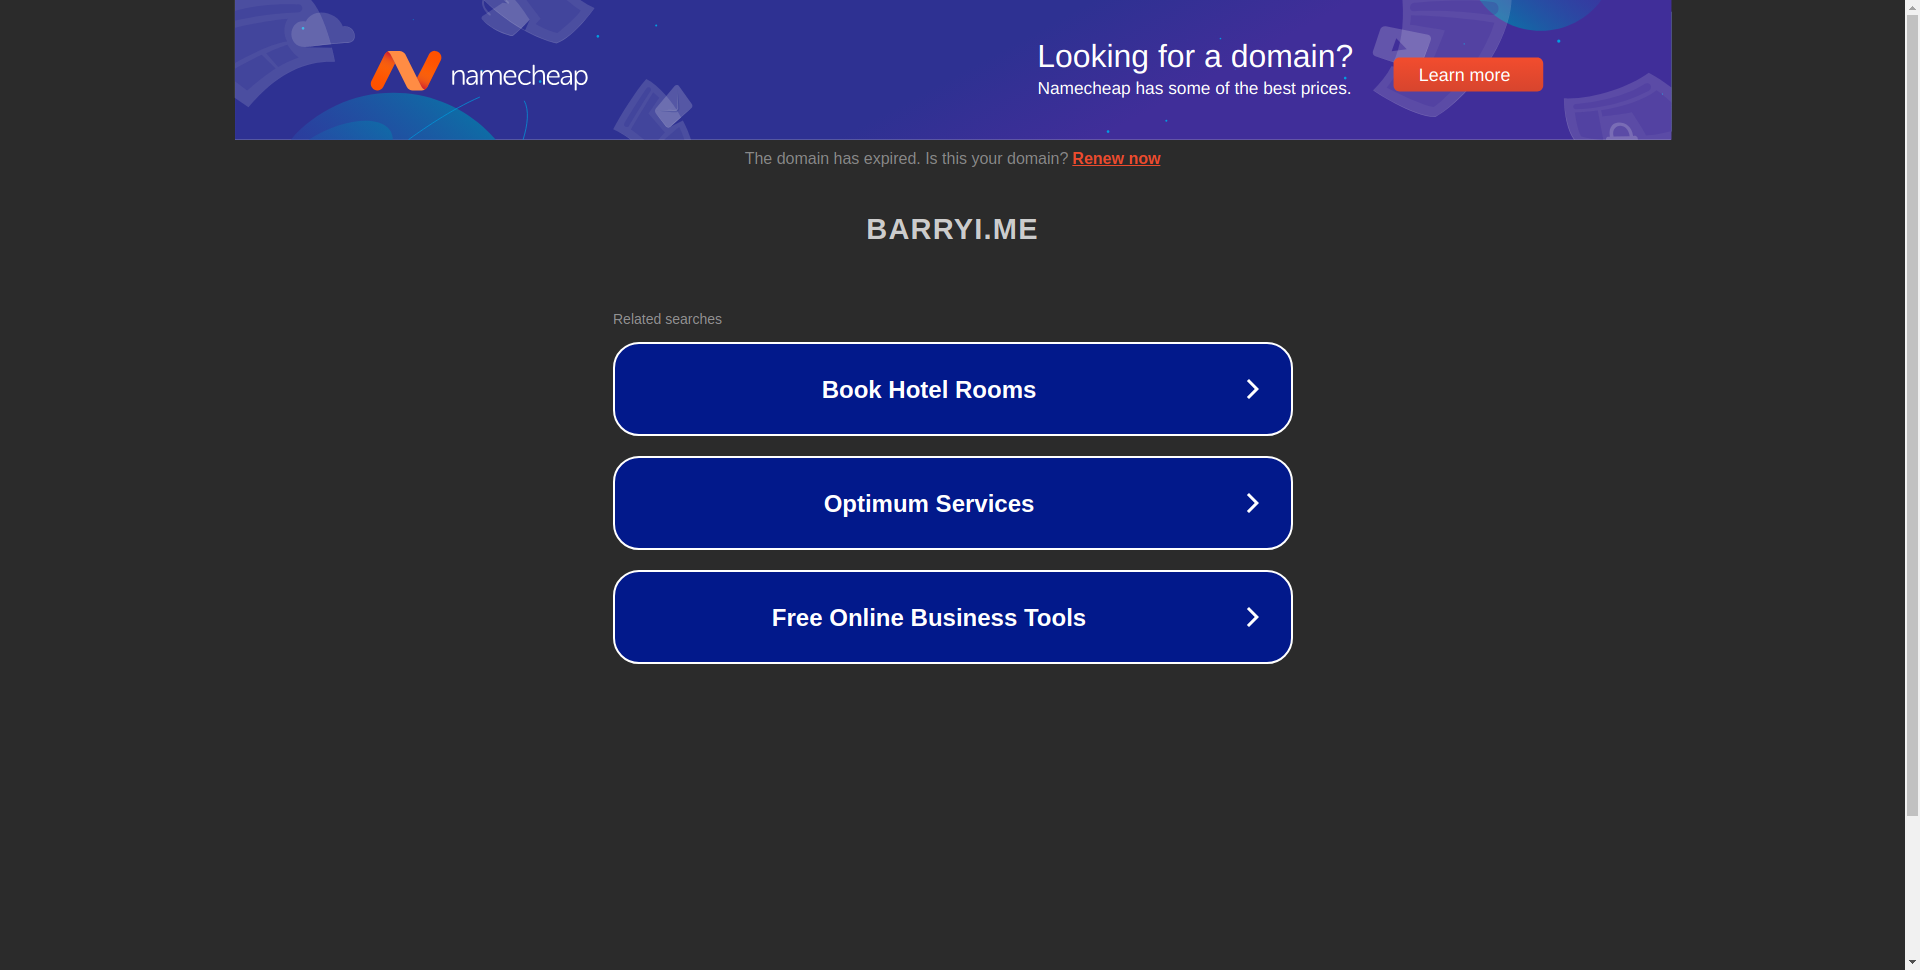 namecheap
Looking for a domain?
Namecheap has some of the best prices.
Learn more
The domain has expired. Is this your domain? Renew now
BARRYI.ME
Related searches
Book Hotel Rooms
Optimum Services
Free Online Business Tools